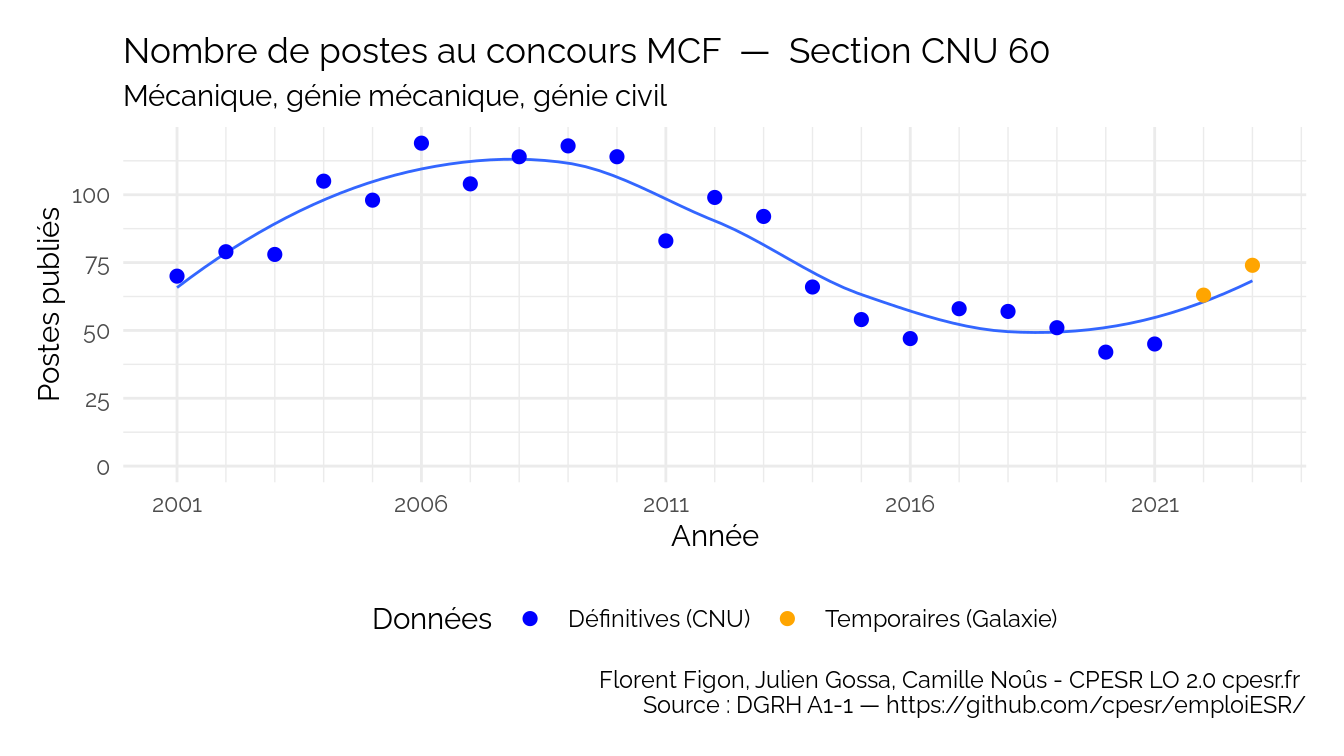 Nombre de postes au concours MCF — Section CNU 60
Mécanique, génie mécanique, génie civil
Postes publiés
100
75
50
25
0
2001 2006 2011 2016 2021
Année
Données Définitives (CNU) Temporaires (Galaxie)
Florent Figon, Julien Gossa, Camille Noûs - CPESR LO 2.0 cpesr.fr
Source : DGRH A1-1 — https://github.com/cpesr/emploiESR/